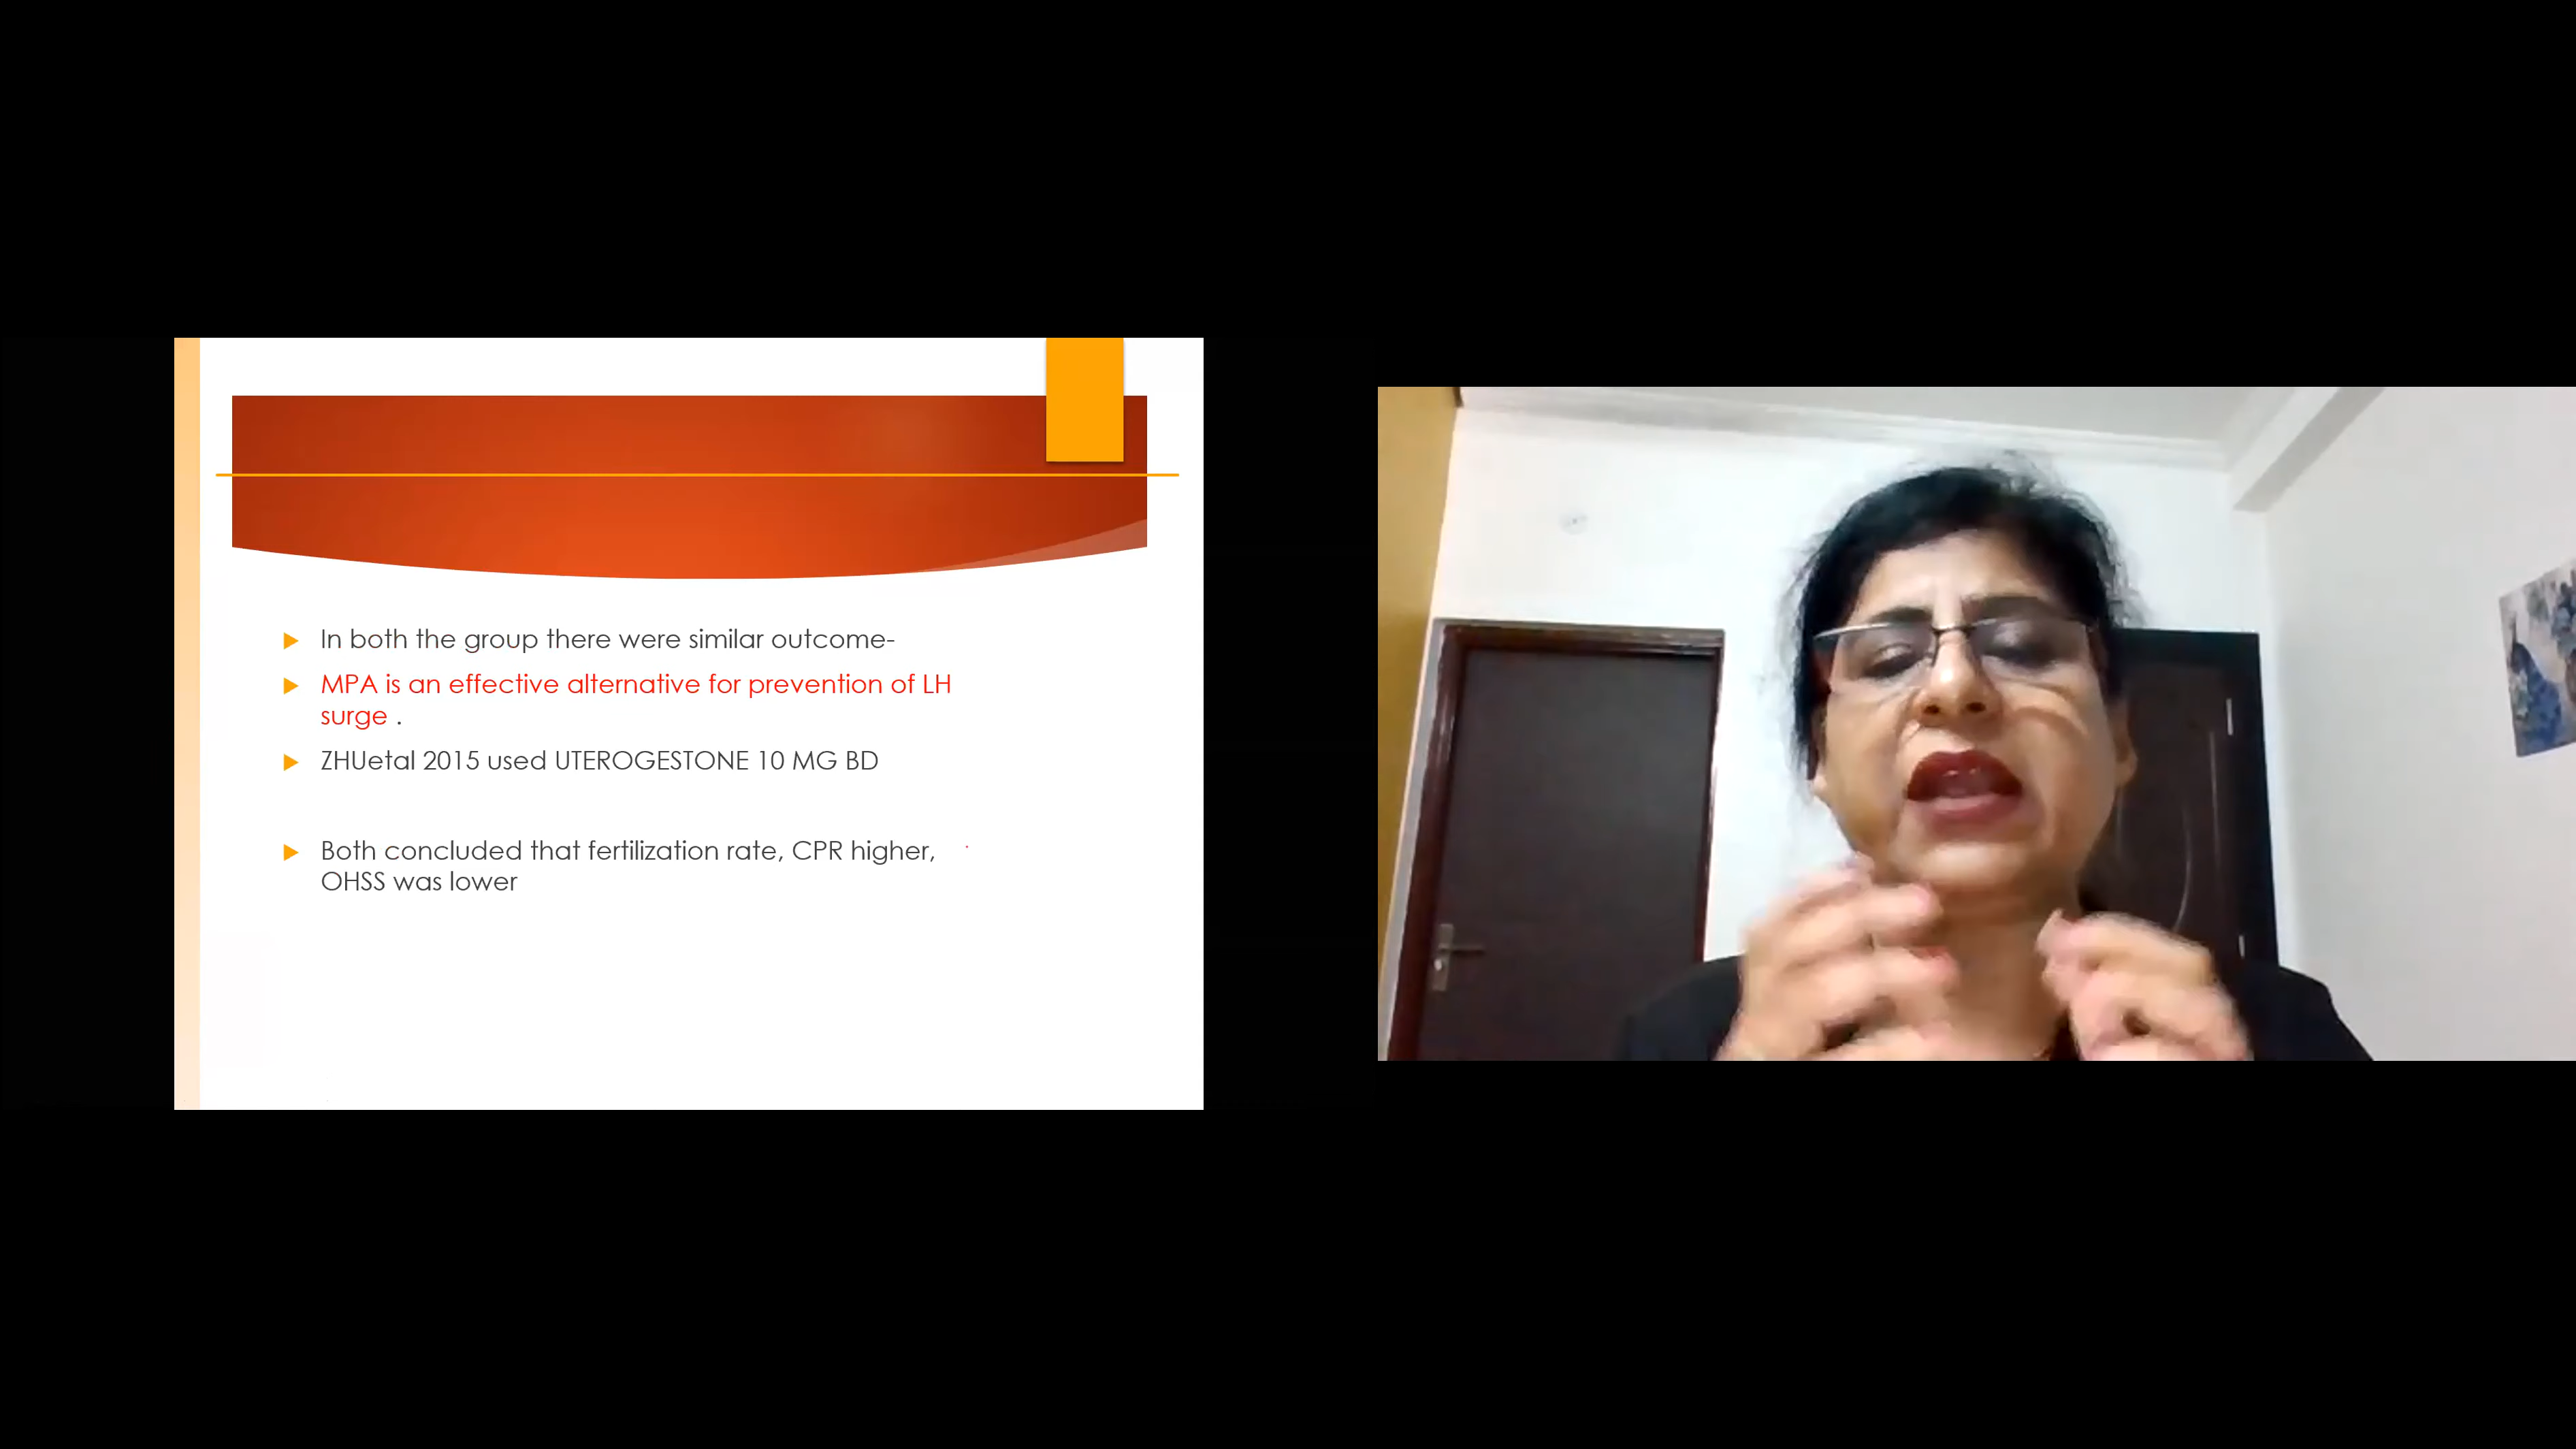 In both the group there were similar outcome-
MPA is an effective alternative for prevention of LH
surge .
ZHUetal 2015 used UTEROGESTONE 10 MG BD
Both concluded that fertilization rate, CPR higher,
OHSS was lower